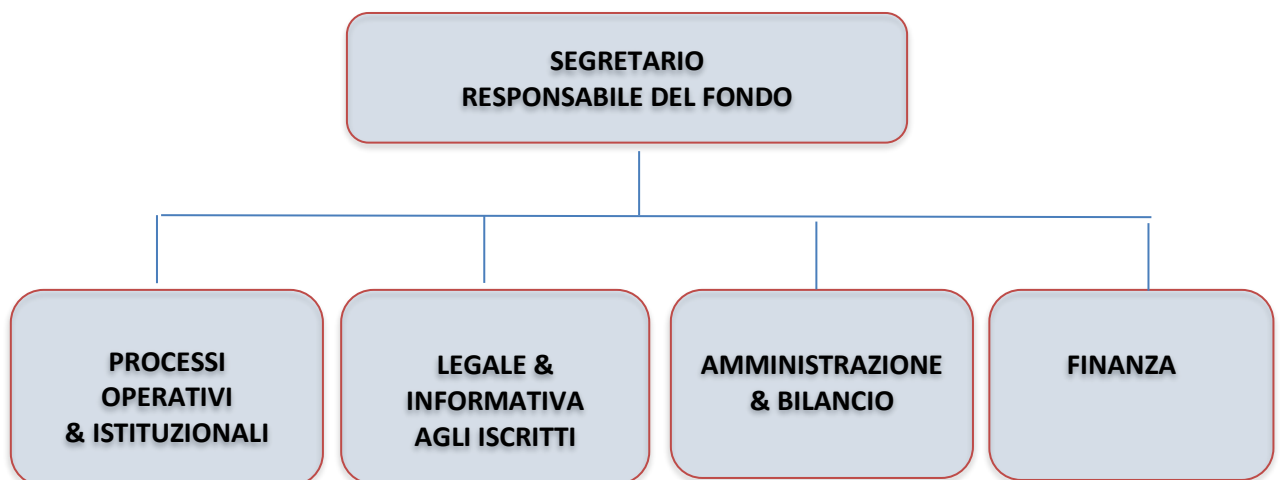 SEGRETARIO
RESPONSABILE DEL FONDO
PROCESSI
OPERATIVI
& ISTITUZIONALI
LEGALE &
INFORMATIVA
AGLI ISCRITTI
AMMINISTRAZIONE
& BILANCIO
FINANZA